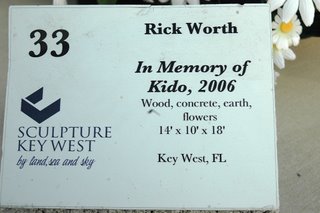 33
Rick Worth
In Memory of
Kido, 2006
Wood, concrete, earth,
flowers
14' x 10' x 18'
Key West, FL
SCULPTURE
KEY WEST
by land, sea and sky